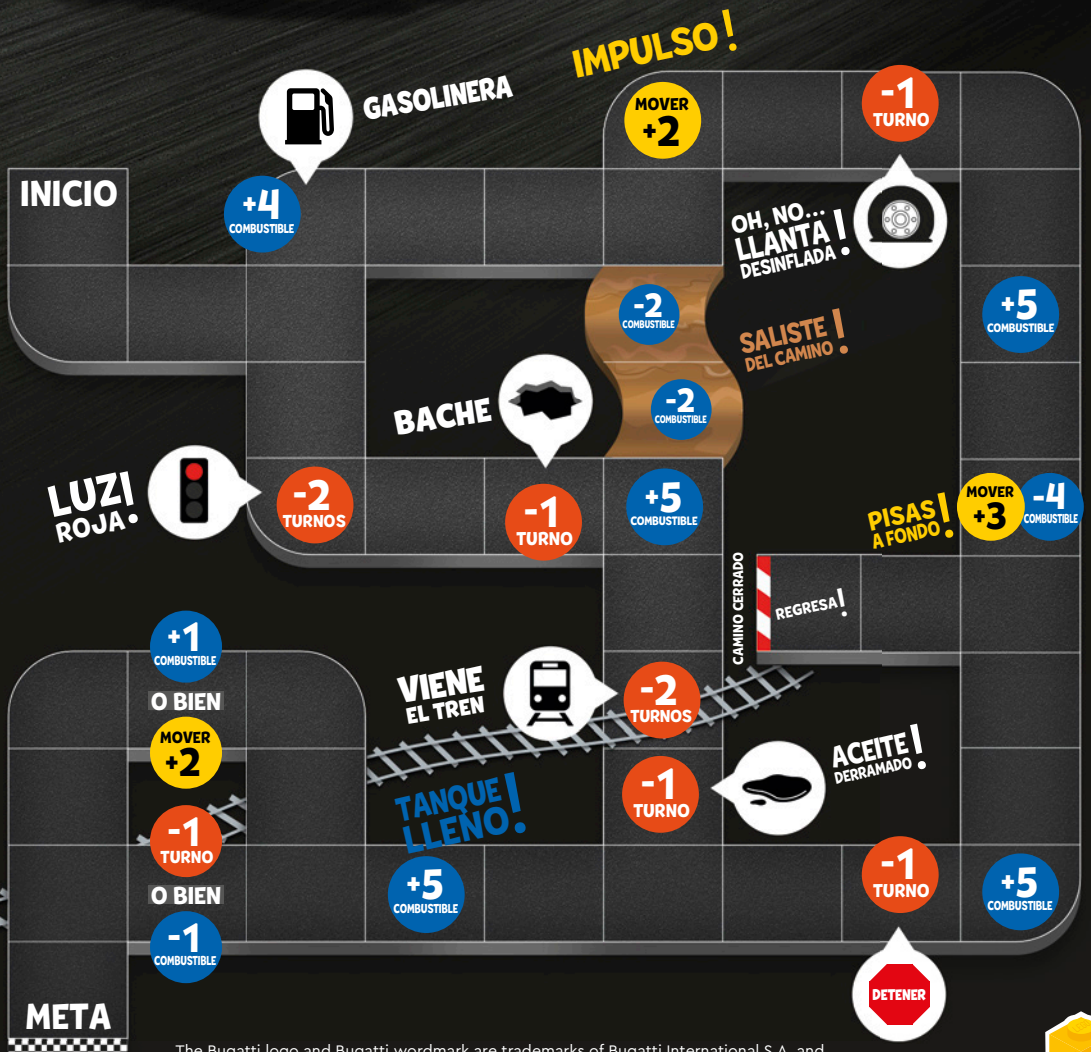 IMPULSO!
GASOLINERA
MOVER
+2
-1
TURNO
INICIO
+4
COMBUSTIBLE
OH, NO...
LLANTA!
DESINFLADA
-2
COMBUSTIBLE
+5
COMBUSTIBLE
SALISTE!
DEL CAMINO
BACHE
-2
COMBUSTIBLE
LUZ!
ROJA
-2
TURNOS
-1
TURNO
+5
COMBUSTIBLE
PISAS!
A FONDO
MOVER
+3
-4
COMBUSTIBLE
CAMINO CERRADO
REGRESA!
+1
COMBUSTIBLE
O BIEN
MOVER
+2
VIENE
EL TREN
-2
TURNOS
ACEITE!
DERRAMADO
-1
TURNO
TANQUE!
LLENO
-1
TURNO
O BIEN
-1
COMBUSTIBLE
+5
COMBUSTIBLE
-1
TURNO
+5
COMBUSTIBLE
DETENER
META
The Bugatti logo and Bugatti wordmark are trademarks of Bugatti International S.A. and